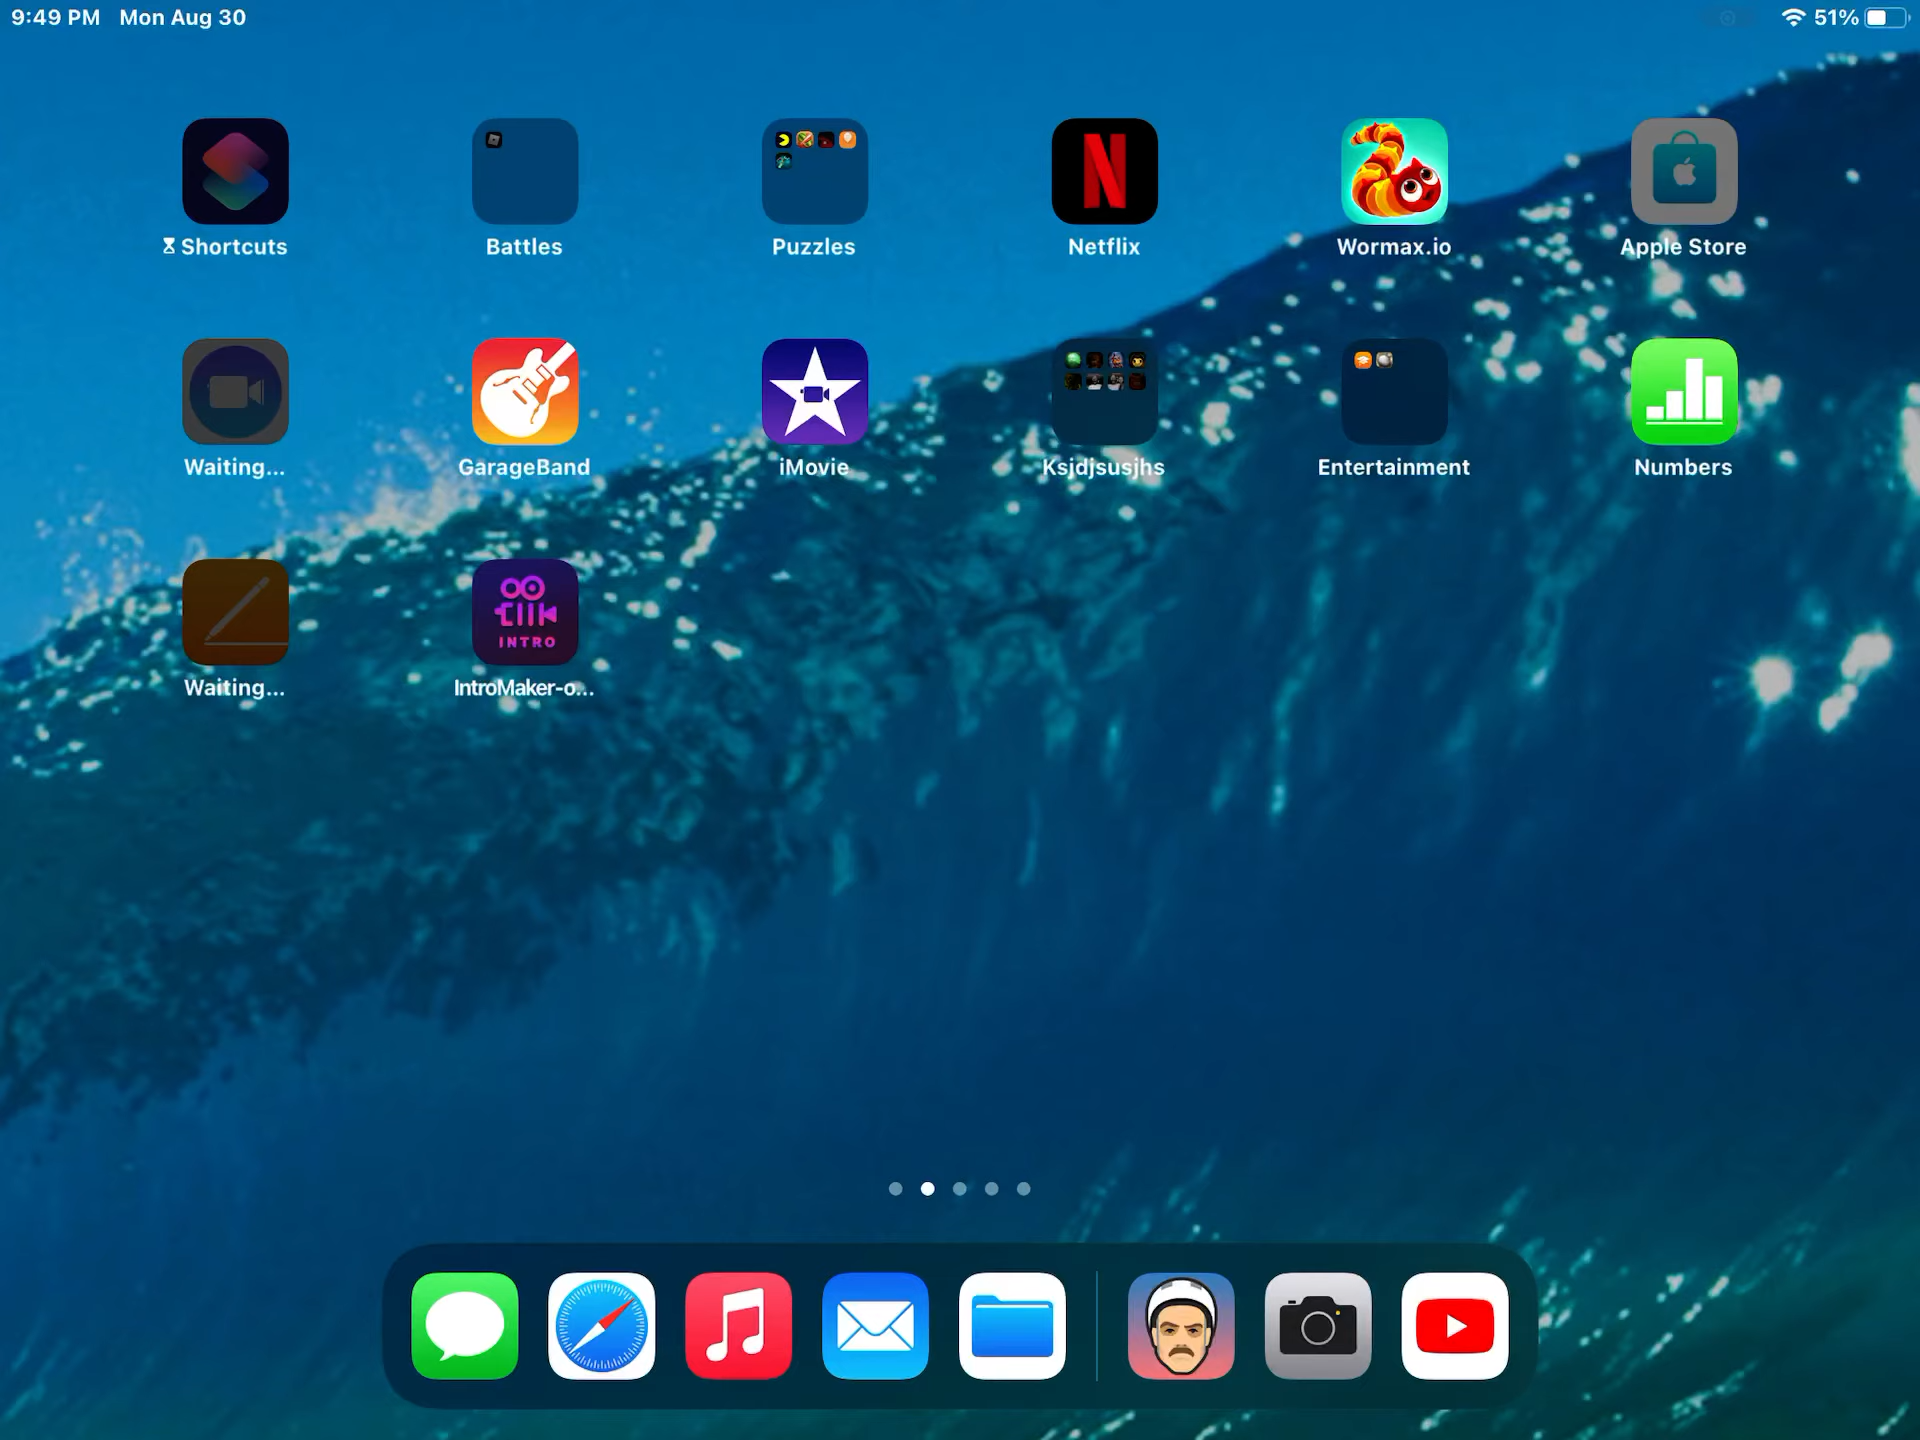 9:49 PM Mon Aug 30
51%
Shortcuts
Battles
Puzzles
Netflix
Wormax.io
Apple Store
Waiting...
GarageBand
iMovie
Ksjdjsusjhs
Entertainment
Numbers
INTRO
Waiting...
IntroMaker-o...